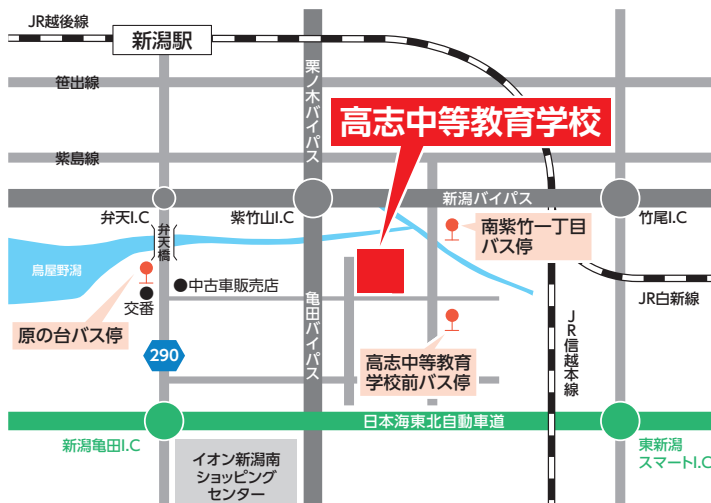 JR越後線
新潟駅
笹出線
栗ノ木バイパス
高志中等教育学校
紫島線
新潟バイパス
弁天I.C
紫竹山I.C
竹尾I.C
弁天橋
南紫竹一丁目
バス停
鳥屋野潟
●中古車販売店
交番
JR白新線
原の台バス停
亀田バイパス
JR信越本線
290
高志中等教育
学校前バス停
日本海東北自動車道
新潟亀田I.C
東新潟
スマートI.C
イオン新潟南
ショッピング
センター